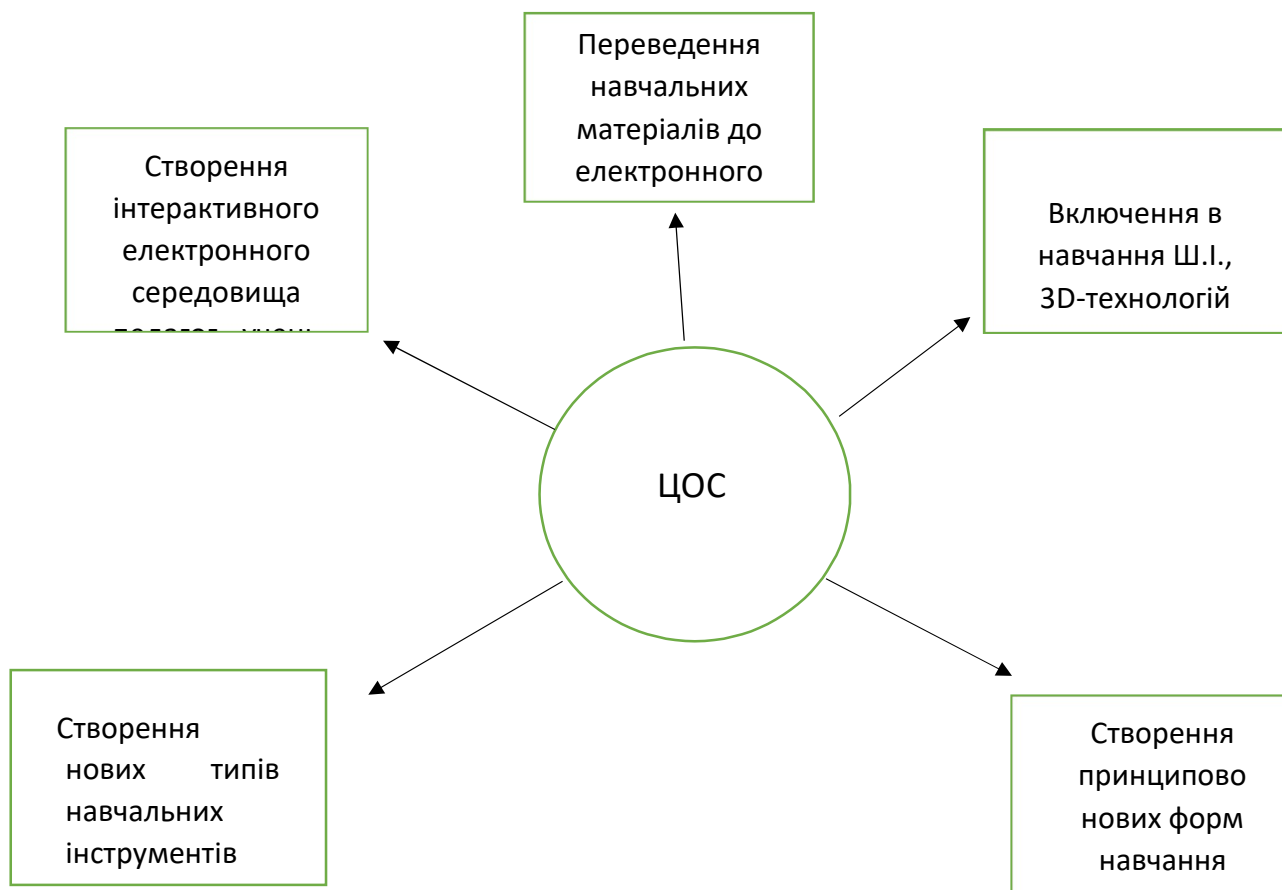 Переведення
навчальних
матеріалів до
електронного
Створення
інтерактивного
електронного
середовища
Включення в
навчання Ш.І.,
3D-технологій
ЦОС
Створення
нових типів
навчальних
інструментів
Створення
принципово
нових форм
навчання